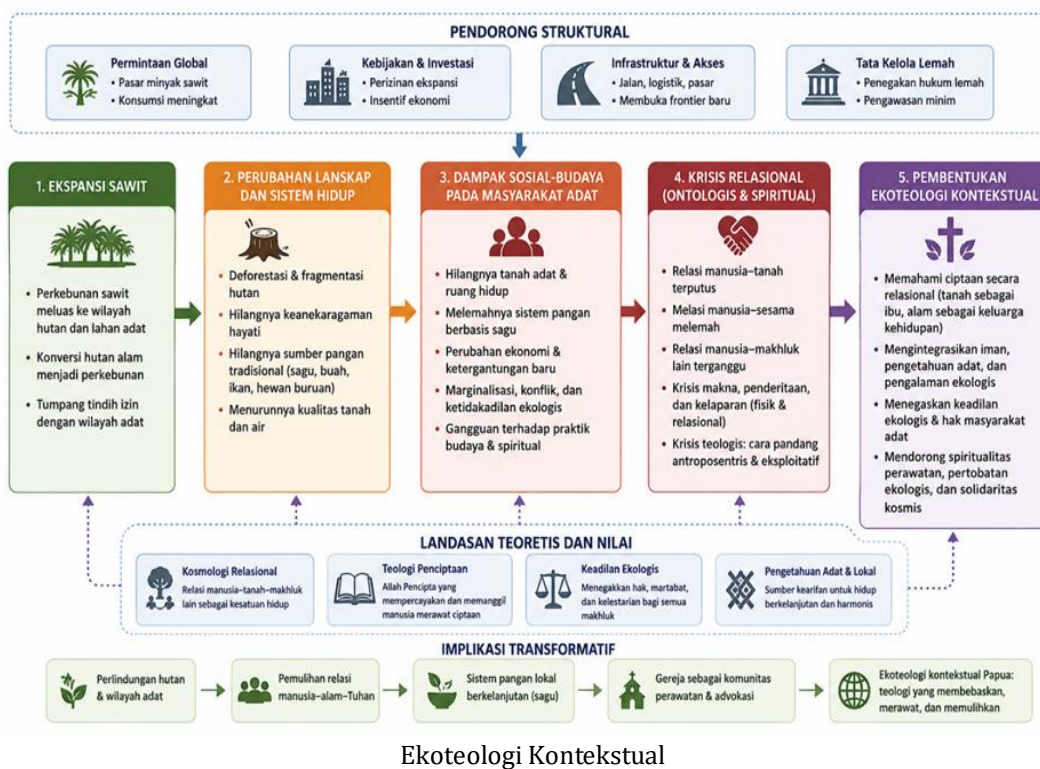 PENDORONG STRUKTURAL
Permintaan Global
• Pasar minyak sawit
• Konsumsi meningkat
Kebijakan & Investasi
• Perizinan ekspansi
• Insentif ekonomi
Infrastruktur & Akses
• Jalan, logistik, pasar
• Membuka frontier baru
Tata Kelola Lemah
• Penegakan hukum lemah
• Pengawasan minim
1. EKSPANSI SAWIT
• Perkebunan sawit
meluas ke wilayah
hutan dan lahan adat
• Konversi hutan alam
menjadi perkebunan
• Tumpang tindih izin
dengan wilayah adat
2. PERUBAHAN LANSKAP
DAN SISTEM HIDUP
• Deforestasi & fragmentasi
hutan
• Hilangnya keanekaragaman
hayati
• Hilangnya sumber pangan
tradisional (sagu, buah,
ikan, hewan buruan)
• Menurunnya kualitas tanah
dan air
3. DAMPAK SOSIAL-BUDAYA
PADA MASYARAKAT ADAT
• Hilangnya tanah adat &
ruang hidup
• Melemahnya sistem pangan
berbasis sagu
• Perubahan ekonomi &
ketergantungan baru
• Marginalisasi, konflik, dan
ketidakadilan ekologis
• Gangguan terhadap praktik
budaya & spiritual
4. KRISIS RELASIONAL
(ONTOLOGIS & SPIRITUAL)
• Relasi manusia–tanah
terputus
• Melasi manusia–sesama
melemah
• Relasi manusia–makhluk
lain terganggu
• Krisis makna, penderitaan,
dan kelaparan (fisik &
relasional)
• Krisis teologis: cara pandang
antroposentris & eksploitatif
5. PEMBENTUKAN
EKOTEOLOGI KONTEKSTUAL
• Memahami ciptaan secara
relasional (tanah sebagai
ibu, alam sebagai keluarga
kehidupan)
• Mengintegrasikan iman,
pengetahuan adat, dan
pengalaman ekologis
• Menegaskan keadilan
ekologis & hak masyarakat
adat
• Mendorong spiritualitas
perawatan, pertobatan
ekologis, dan solidaritas
kosmis
LANDASAN TEORETIS DAN NILAI
Kosmologi Relasional
Relasi manusia–tanah–makhluk
lain sebagai kesatuan hidup
Teologi Penciptaan
Allah Pencipta yang
mempercayakan dan memanggil
manusia merawat ciptaan
Keadilan Ekologis
Menegakkan hak, martabat,
dan kelestarian bagi semua
makhluk
Pengetahuan Adat & Lokal
Sumber kearifan untuk hidup
berkelanjutan dan harmonis
IMPLIKASI TRANSFORMATIF
Perlindungan hutan
& wilayah adat
Pemulihan relasi
manusia–alam–Tuhan
Sistem pangan lokal
berkelanjutan (sagu)
Gereja sebagai komunitas
perawatan & advokasi
Ekoteologi kontekstual Papua:
teologi yang membebaskan,
merawat, dan memulihkan
Ekoteologi Kontekstual